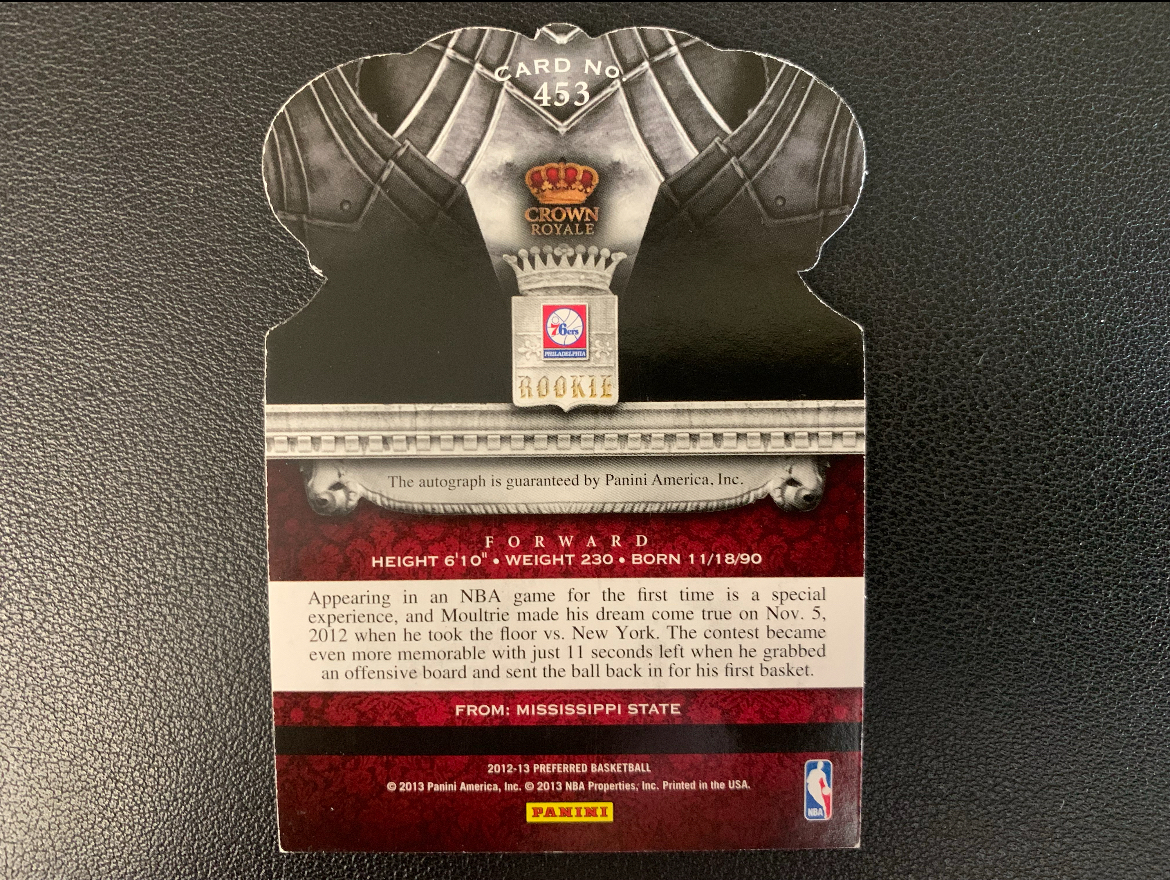 CARD No
453
CROWN
ROYALE
76ers
PHILADELPHIA
ROOKIE
The autograph is guaranteed by Panini America, Inc.
FORWARD
HEIGHT 6'10" • WEIGHT 230 • BORN 11/18/90
Appearing in an NBA game for the first time is a special
experience, and Moultrie made his dream come true on Nov. 5,
2012 when he took the floor vs. New York. The contest became
even more memorable with just 11 seconds left when he grabbed
an offensive board and sent the ball back in for his first basket.
FROM: MISSISSIPPI STATE
2012-13 PREFERRED BASKETBALL
© 2013 Panini America, Inc. © 2013 NBA Properties, Inc. Printed in the USA.
NBA
PANINI